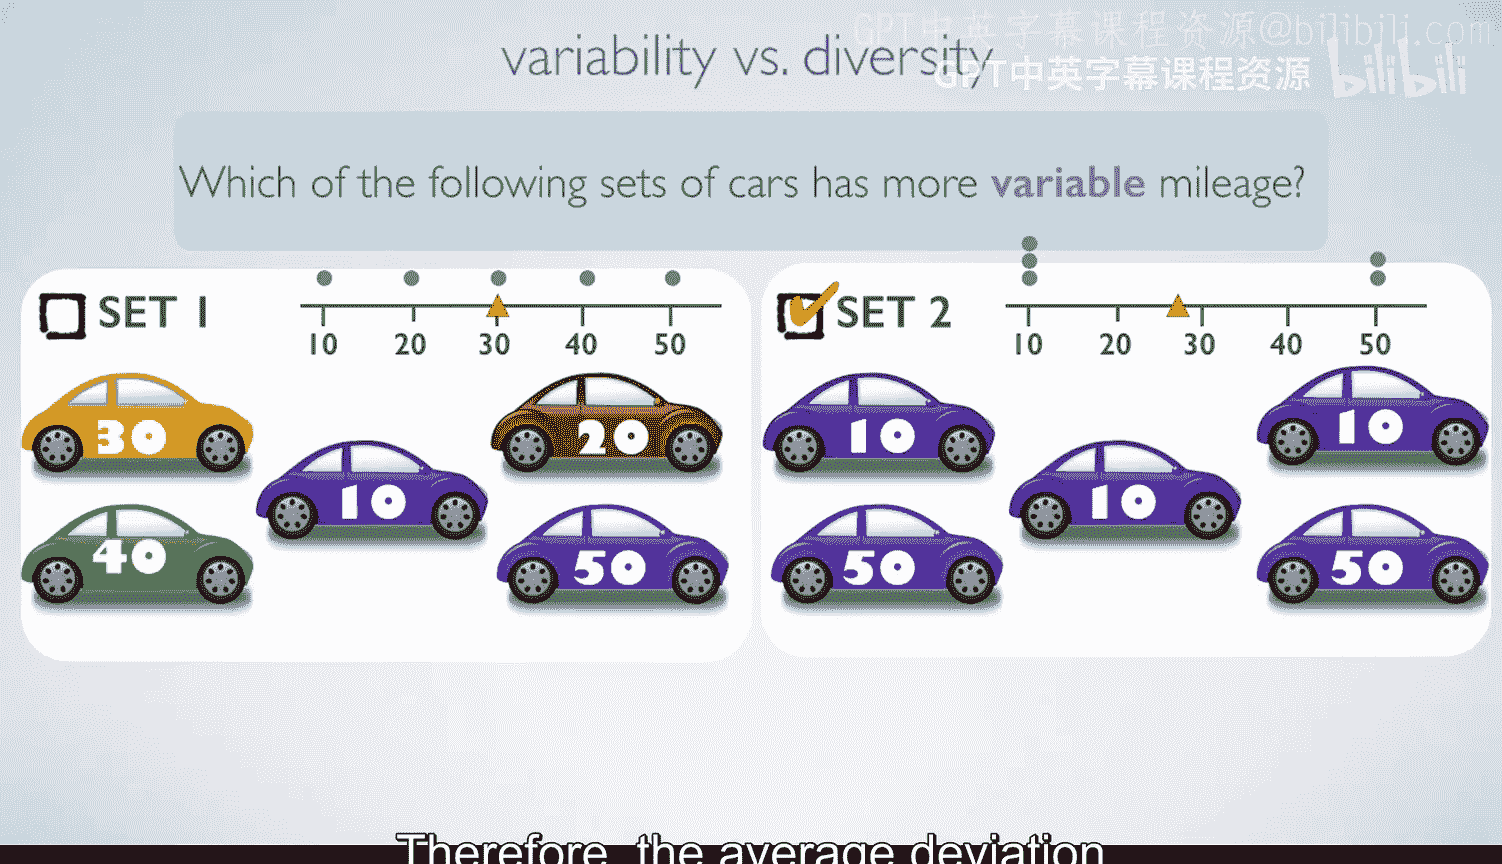 GPT中英字幕课程资源@bilibili.com
variability vs. diversity
GPT中英字幕课程资源 bilibili
Which of the following sets of cars has more variable mileage?
SET 1
10 20 30 40 50
30
20
10
40
50
SET 2
10 20 30 40 50
10
10
10
50
50
Therefore, the average deviation